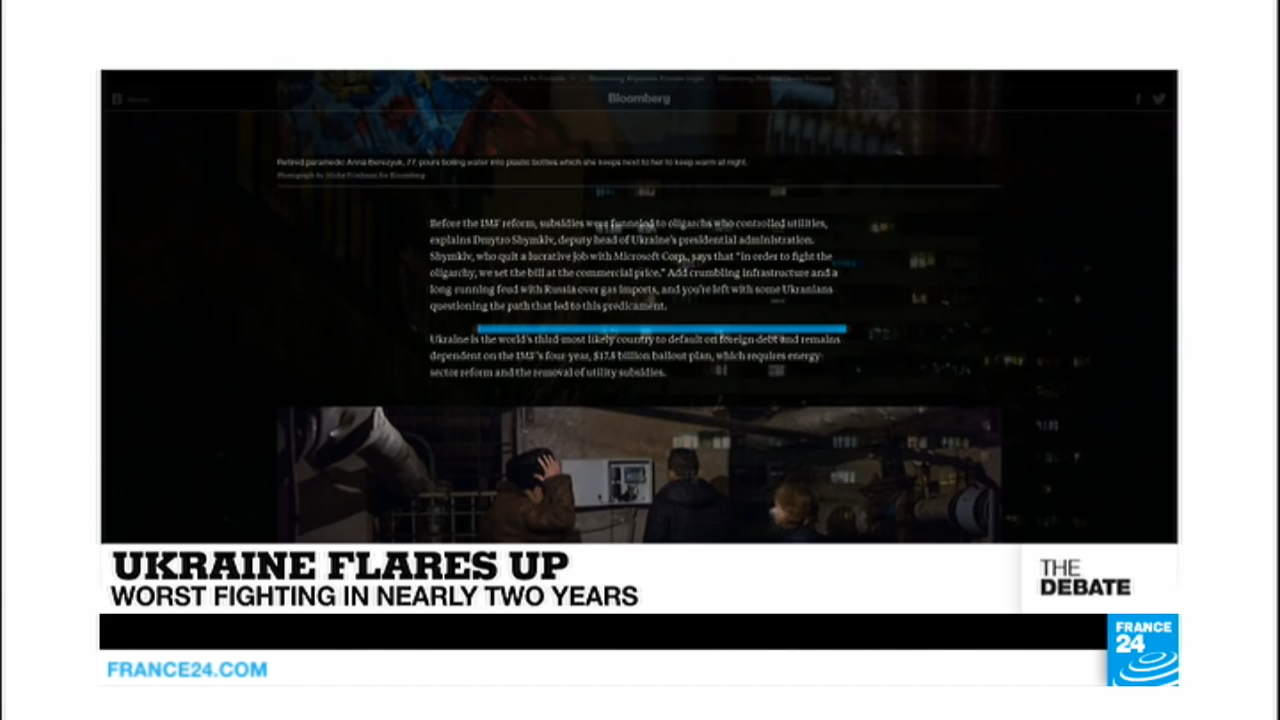 Bloomberg
Retired paramedic Anna Berezyuk, 77, pours boiling water into plastic bottles which she keeps next to her to keep warm at night.
Photograph by Misha Friedman for Bloomberg
Before the IMF reform, subsidies were funneled to oligarchs who controlled utilities,
explains Dmytro Shymkiv, deputy head of Ukraine's presidential administration.
Shymkiv, who quit a lucrative job with Microsoft Corp., says that "in order to fight the
oligarchy, we set the bill at the commercial price." Add crumbling infrastructure and a
long-running feud with Russia over gas imports, and you're left with some Ukranians
questioning the path that led to this predicament.
Ukraine is the world's third-most likely country to default on foreign debt and remains
dependent on the IMF's four-year, $17.8 billion bailout plan, which requires energy-
sector reform and the removal of utility subsidies.
UKRAINE FLARES UP
WORST FIGHTING IN NEARLY TWO YEARS
THE
DEBATE
FRANCE
24
FRANCE24.COM